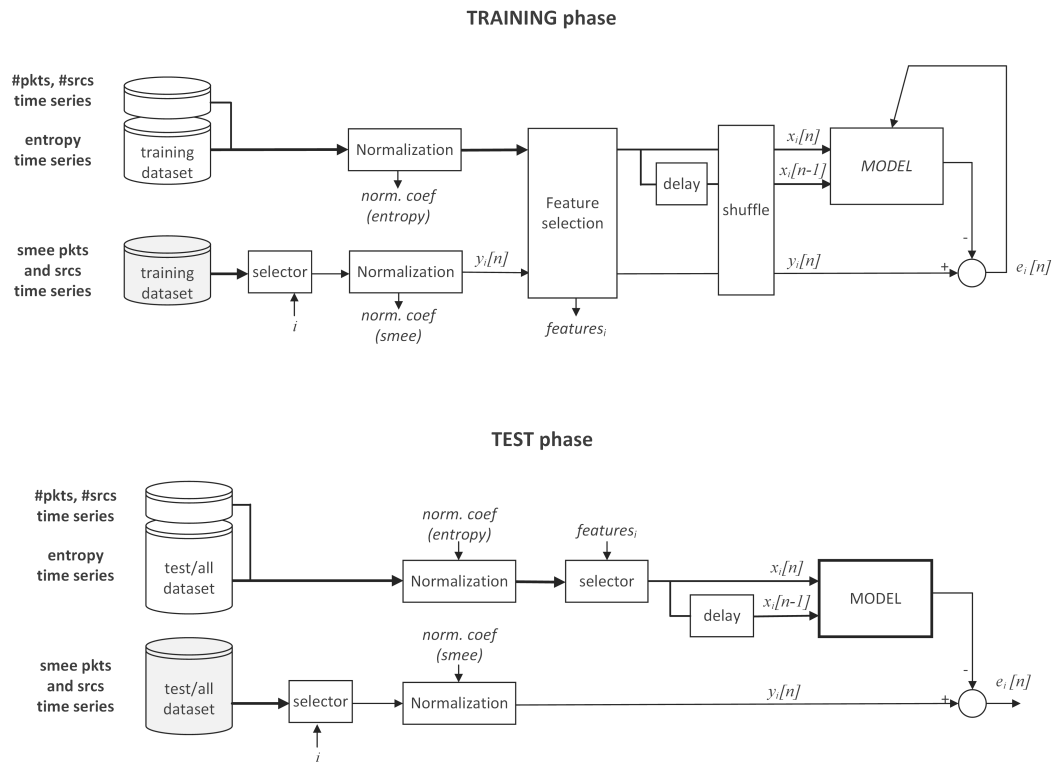 TRAINING phase
#pkts, #srcs
time series
entropy
time series
training
dataset
Normalization
norm. coef
(entropy)
smee pkts
and srcs
time series
training
dataset
selector
i
Normalization
norm. coef
(smee)
yᵢ[n]
Feature
selection
featuresᵢ
delay
shuffle
xᵢ[n]
xᵢ[n-1]
yᵢ[n]
MODEL
-
+
eᵢ[n]
TEST phase
#pkts, #srcs
time series
entropy
time series
test/all
dataset
norm. coef
(entropy)
Normalization
featuresᵢ
selector
delay
xᵢ[n]
xᵢ[n-1]
MODEL
smee pkts
and srcs
time series
test/all
dataset
selector
i
norm. coef
(smee)
Normalization
yᵢ[n]
-
+
eᵢ[n]